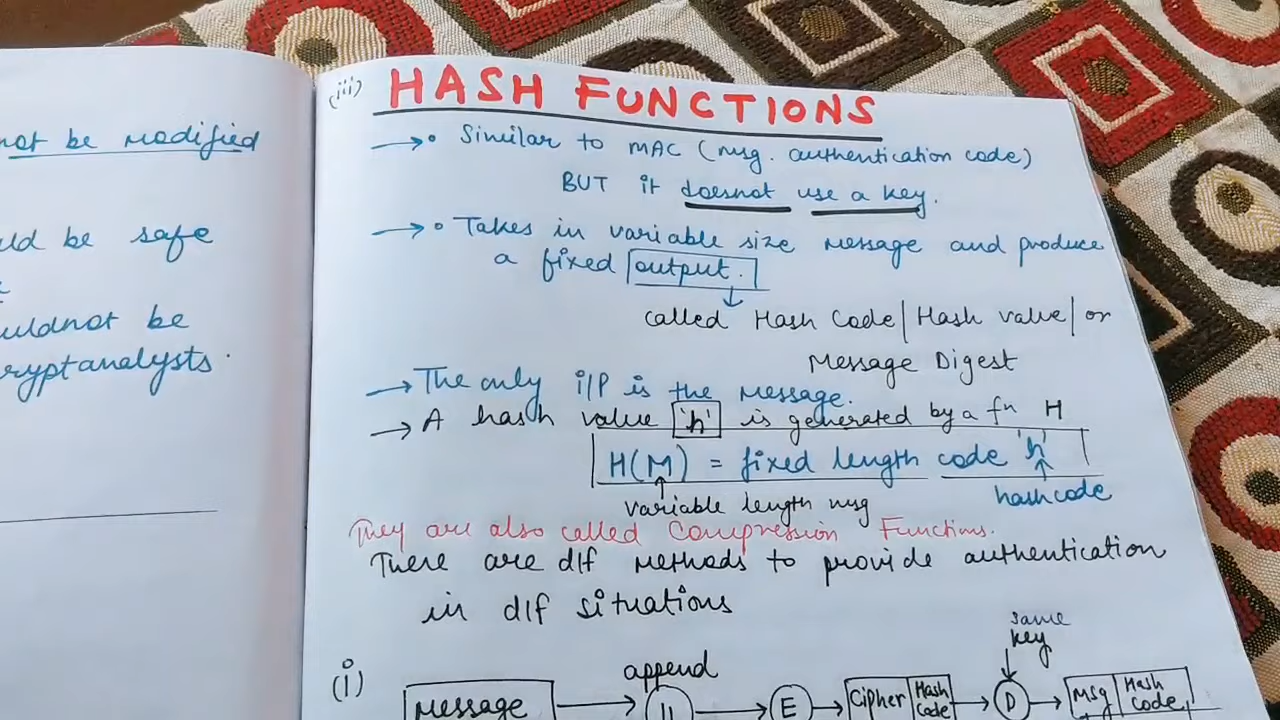 not be modified
uld be safe
uldnot be
ryptanalysts.
(iii) HASH FUNCTIONS
→ • Similar to MAC (msg. authentication code)
BUT it doesnot use a key.
→ • Takes in variable size message and produce
a fixed output.
called Hash Code | Hash value | or
Message Digest
→ The only i/p is the message.
→ A hash value 'h' is generated by a fn H
H(M) = fixed length code 'h'
variable length msg
hashcode
They are also called Compression Functions.
There are dif methods to provide authentication
in dif situations
same
key
(i)
append
message → || → E → Cipher Hash Code → D → Msg Hash Code